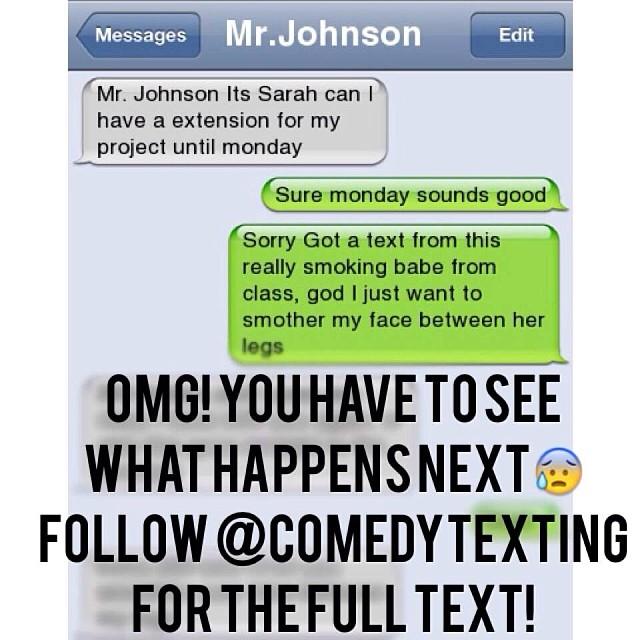 Messages
Mr.Johnson
Edit
Mr. Johnson Its Sarah can I
have a extension for my
project until monday
Sure monday sounds good
Sorry Got a text from this
really smoking babe from
class, god I just want to
smother my face between her
legs
OMG! YOU HAVE TO SEE
WHAT HAPPENS NEXT😰
FOLLOW @COMEDYTEXTING
FOR THE FULL TEXT!